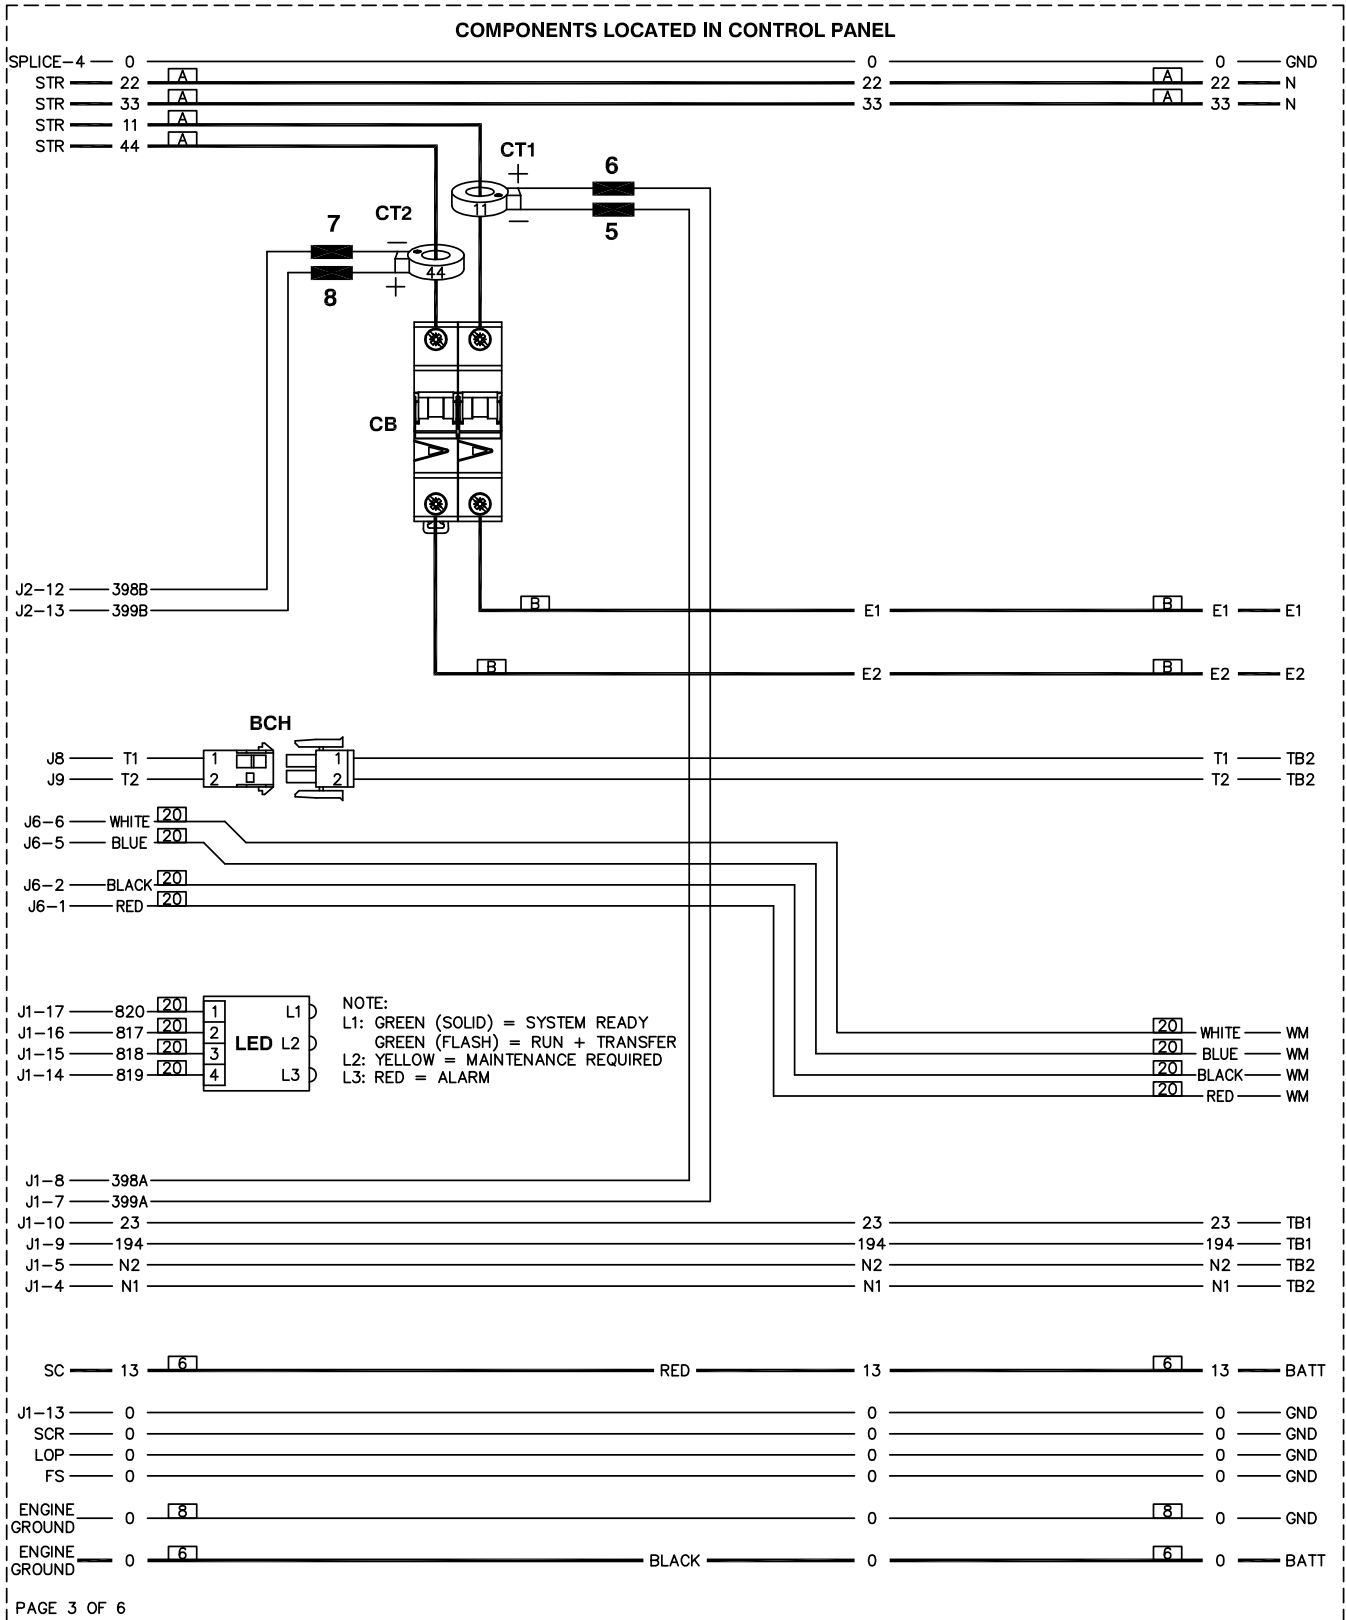 COMPONENTS LOCATED IN CONTROL PANEL
SPLICE-4 0 0 0 GND
STR 22 A 22 A 22 N
STR 33 A 33 A 33 N
STR 11 A
STR 44 A
CT1
+
6
11
−
5
CT2
7
−
44
+
8
CB
A A
J2-12 398B
J2-13 399B
B E1 B E1 E1
B E2 B E2 E2
BCH
J8 T1 1 1 T1 TB2
J9 T2 2 2 T2 TB2
J6-6 WHITE 20
J6-5 BLUE 20
J6-2 BLACK 20
J6-1 RED 20
J1-17 820 20 1 L1
J1-16 817 20 2 LED L2
J1-15 818 20 3
J1-14 819 20 4 L3
NOTE:
L1: GREEN (SOLID) = SYSTEM READY
GREEN (FLASH) = RUN + TRANSFER
L2: YELLOW = MAINTENANCE REQUIRED
L3: RED = ALARM
20 WHITE WM
20 BLUE WM
20 BLACK WM
20 RED WM
J1-8 398A
J1-7 399A
J1-10 23 23 23 TB1
J1-9 194 194 194 TB1
J1-5 N2 N2 N2 TB2
J1-4 N1 N1 N1 TB2
SC 13 6 RED 13 6 13 BATT
J1-13 0 0 0 GND
SCR 0 0 0 GND
LOP 0 0 0 GND
FS 0 0 0 GND
ENGINE
GROUND 0 8 0 8 0 GND
ENGINE
GROUND 0 6 BLACK 0 6 0 BATT
PAGE 3 OF 6